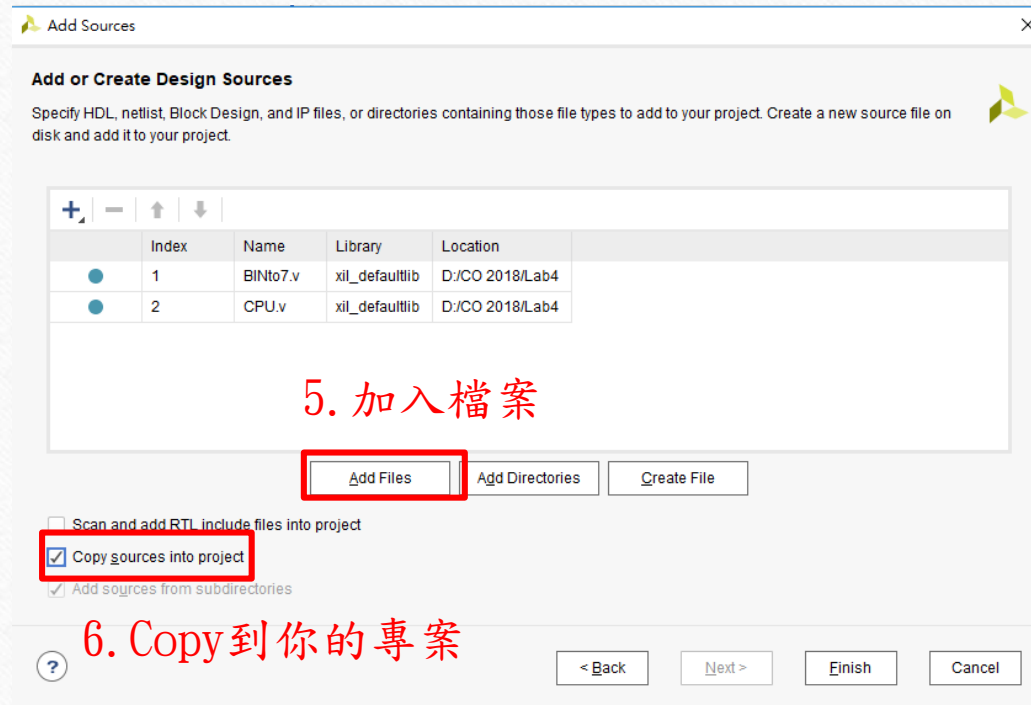 Add Sources
Add or Create Design Sources
Specify HDL, netlist, Block Design, and IP files, or directories containing those file types to add to your project. Create a new source file on
disk and add it to your project.
Index Name Library Location
1 BINto7.v xil_defaultlib D:/CO 2018/Lab4
2 CPU.v xil_defaultlib D:/CO 2018/Lab4
5. 加入檔案
Add Files Add Directories Create File
Scan and add RTL include files into project
Copy sources into project
Add sources from subdirectories
6.Copy到你的專案
? < Back Next > Finish Cancel